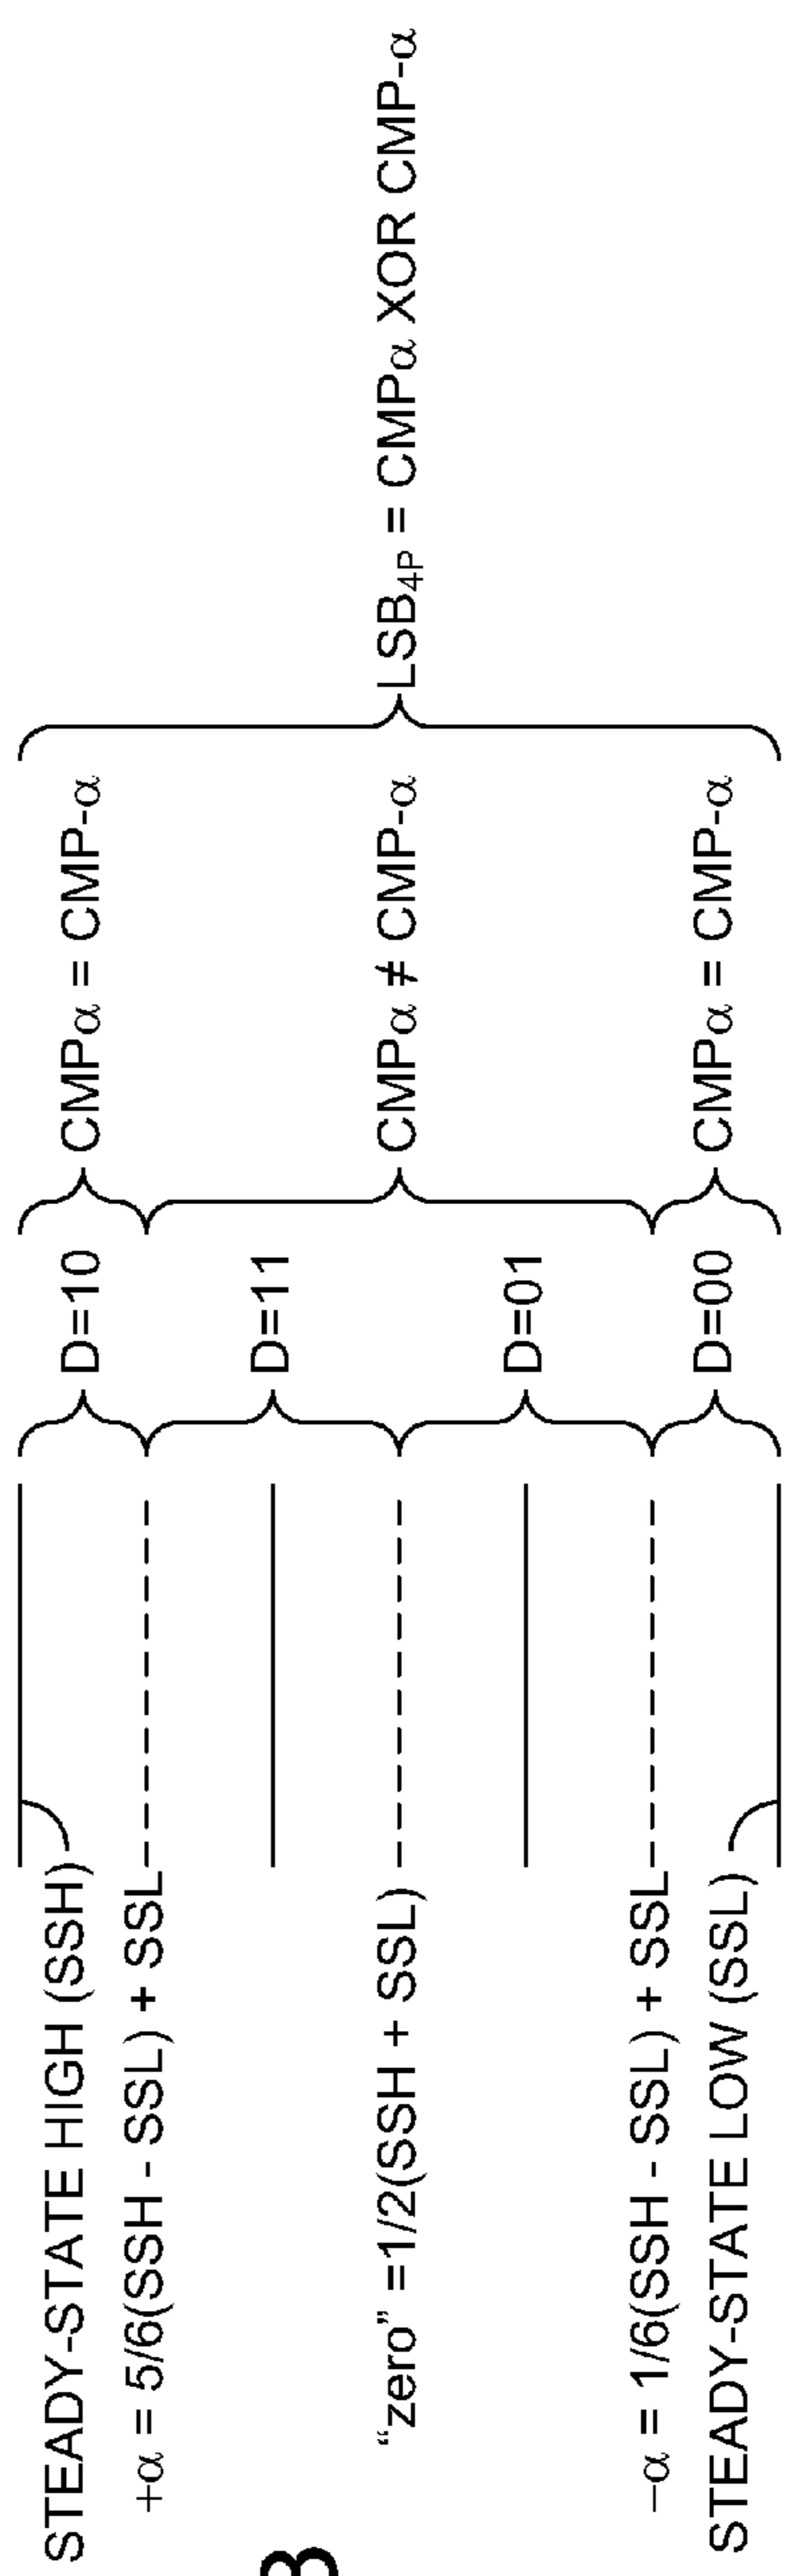 STEADY-STATE HIGH (SSH)
+α = 5/6(SSH - SSL) + SSL
“zero” =1/2(SSH + SSL)
−α = 1/6(SSH - SSL) + SSL
STEADY-STATE LOW (SSL)
D=10
D=11
D=01
D=00
CMPα = CMP-α
CMPα ≠ CMP-α
CMPα = CMP-α
LSB4P = CMPα XOR CMP-α